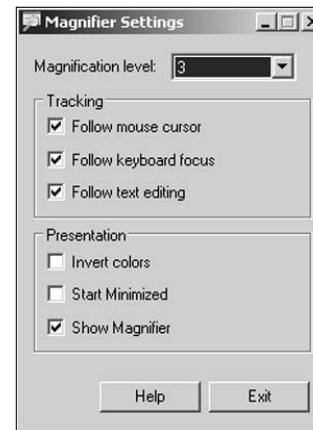 Magnifier Settings
Magnification level: 3
Tracking
Follow mouse cursor
Follow keyboard focus
Follow text editing
Presentation
Invert colors
Start Minimized
Show Magnifier
Help Exit